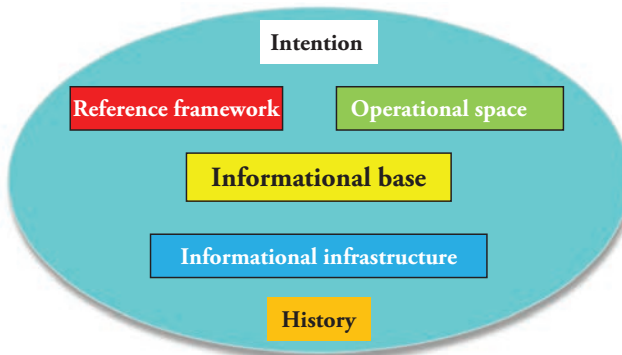 Intention
Reference framework
Operational space
Informational base
Informational infrastructure
History